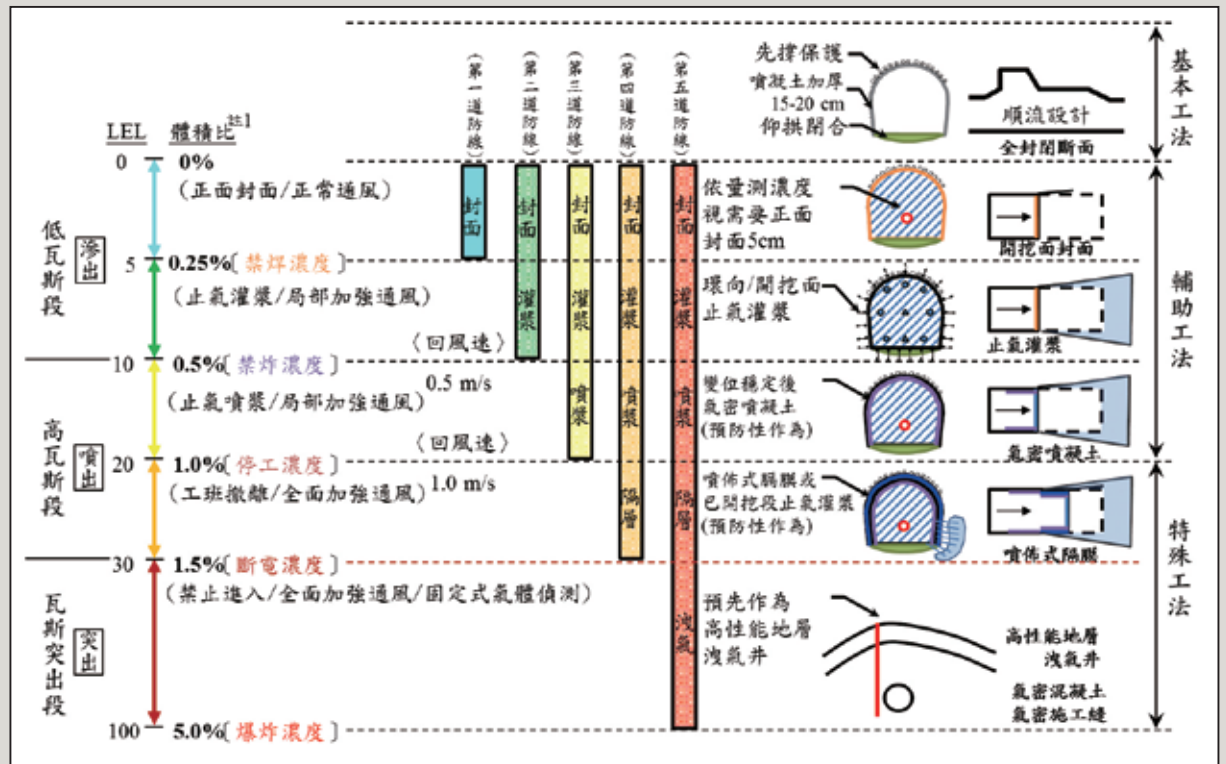 (第一道防線)
(第二道防線)
(第三道防線)
(第四道防線)
(第五道防線)
LEL
體積比註1
0
0%
(正面封面/正常通風)
5
0.25%〔禁焊濃度〕
(止氣灌漿/局部加強通風)
〈回風速〉
10
0.5%〔禁炸濃度〕
0.5 m/s
(止氣噴漿/局部加強通風)
〈回風速〉
20
1.0%〔停工濃度〕
1.0 m/s
(工班撤離/全面加強通風)
30
1.5%〔斷電濃度〕
(禁止進入/全面加強通風/固定式氣體偵測)
100
5.0%〔爆炸濃度〕
低瓦斯段
滲出
高瓦斯段
噴出
瓦斯突出段
突出
封面
封面
灌漿
封面
灌漿
噴漿
封面
灌漿
噴漿
隔層
封面
灌漿
噴漿
隔層
洩氣
先撐保護
噴凝土加厚
15-20 cm
仰拱閉合
順流設計
全封閉斷面
基本工法
依量測濃度
視需要正面
封面5cm
開挖面封面
環向/開挖面
止氣灌漿
止氣灌漿
變位穩定後
氣密噴凝土
(預防性作為)
氣密噴凝土
輔助工法
噴佈式膈膜或
已開挖段止氣灌漿
(預防性作為)
噴佈式隔膜
預先作為
高性能地層
洩氣井
高性能地層
洩氣井
氣密混凝土
氣密施工縫
特殊工法